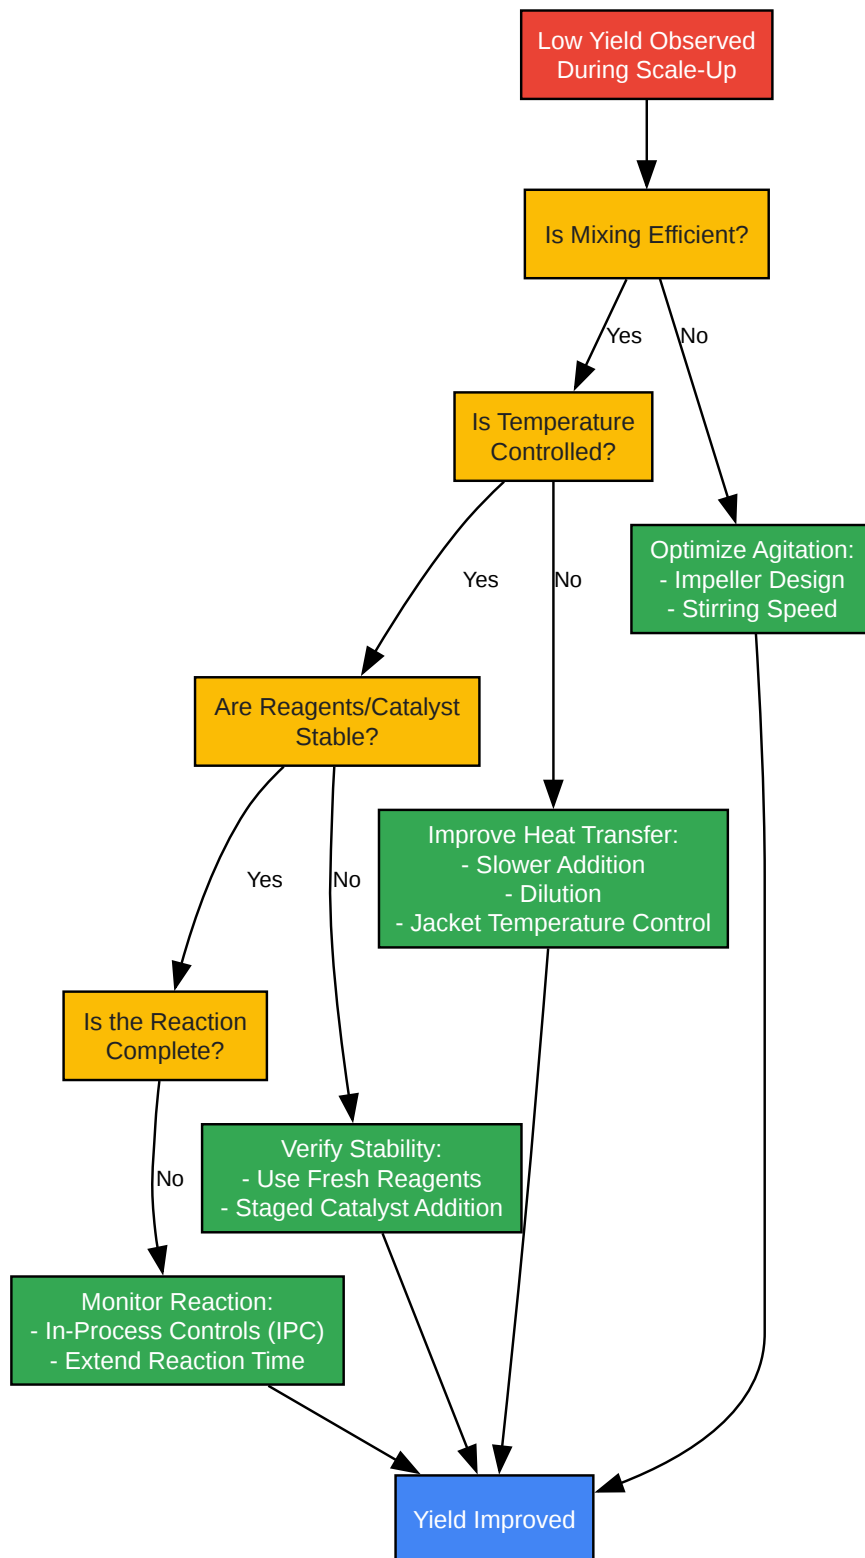 Low Yield Observed
During Scale-Up
Is Mixing Efficient?
Yes
No
Is Temperature
Controlled?
Optimize Agitation:
- Impeller Design
- Stirring Speed
Yes
No
Are Reagents/Catalyst
Stable?
Improve Heat Transfer:
- Slower Addition
- Dilution
- Jacket Temperature Control
Yes
No
Is the Reaction
Complete?
Verify Stability:
- Use Fresh Reagents
- Staged Catalyst Addition
No
Monitor Reaction:
- In-Process Controls (IPC)
- Extend Reaction Time
Yield Improved